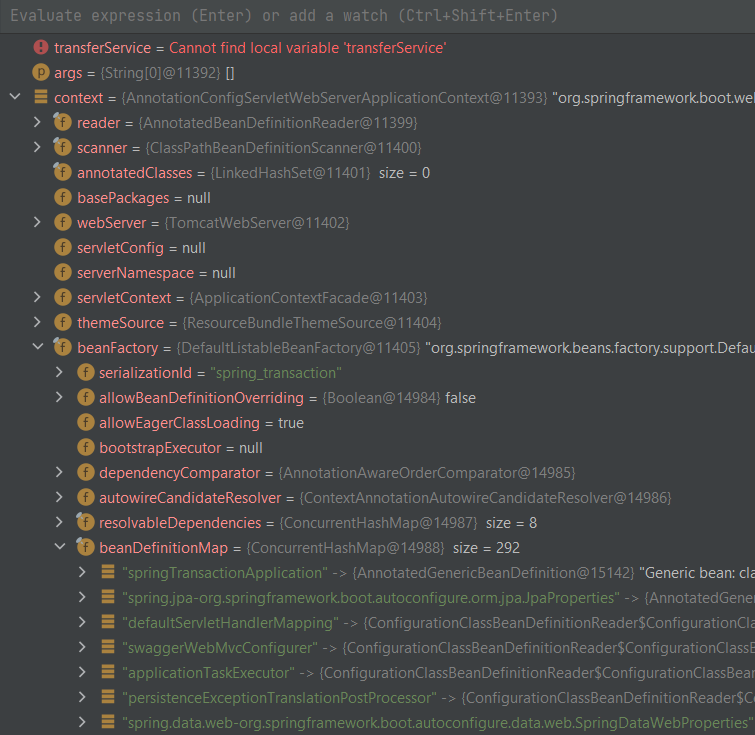 Evaluate expression (Enter) or add a watch (Ctrl+Shift+Enter)
transferService = Cannot find local variable 'transferService'
args = {String[0]@11392} []
context = {AnnotationConfigServletWebServerApplicationContext@11393} "org.springframework.boot.we
reader = {AnnotatedBeanDefinitionReader@11399}
scanner = {ClassPathBeanDefinitionScanner@11400}
annotatedClasses = {LinkedHashSet@11401} size = 0
basePackages = null
webServer = {TomcatWebServer@11402}
servletConfig = null
serverNamespace = null
servletContext = {ApplicationContextFacade@11403}
themeSource = {ResourceBundleThemeSource@11404}
beanFactory = {DefaultListableBeanFactory@11405} "org.springframework.beans.factory.support.Defau
serializationId = "spring_transaction"
allowBeanDefinitionOverriding = {Boolean@14984} false
allowEagerClassLoading = true
bootstrapExecutor = null
dependencyComparator = {AnnotationAwareOrderComparator@14985}
autowireCandidateResolver = {ContextAnnotationAutowireCandidateResolver@14986}
resolvableDependencies = {ConcurrentHashMap@14987} size = 8
beanDefinitionMap = {ConcurrentHashMap@14988} size = 292
"springTransactionApplication" -> {AnnotatedGenericBeanDefinition@15142} "Generic bean: cla
"spring.jpa-org.springframework.boot.autoconfigure.orm.jpa.JpaProperties" -> {AnnotatedGener
"defaultServletHandlerMapping" -> {ConfigurationClassBeanDefinitionReader$ConfigurationCla
"swaggerWebMvcConfigurer" -> {ConfigurationClassBeanDefinitionReader$ConfigurationClassB
"applicationTaskExecutor" -> {ConfigurationClassBeanDefinitionReader$ConfigurationClassBean
"persistenceExceptionTranslationPostProcessor" -> {ConfigurationClassBeanDefinitionReader$Co
"spring.data.web-org.springframework.boot.autoconfigure.data.web.SpringDataWebProperties"